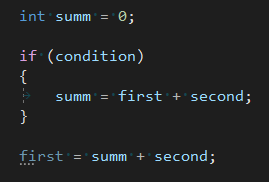 int summ = 0;
if (condition)
{
    summ = first + second;
}
first = summ + second;